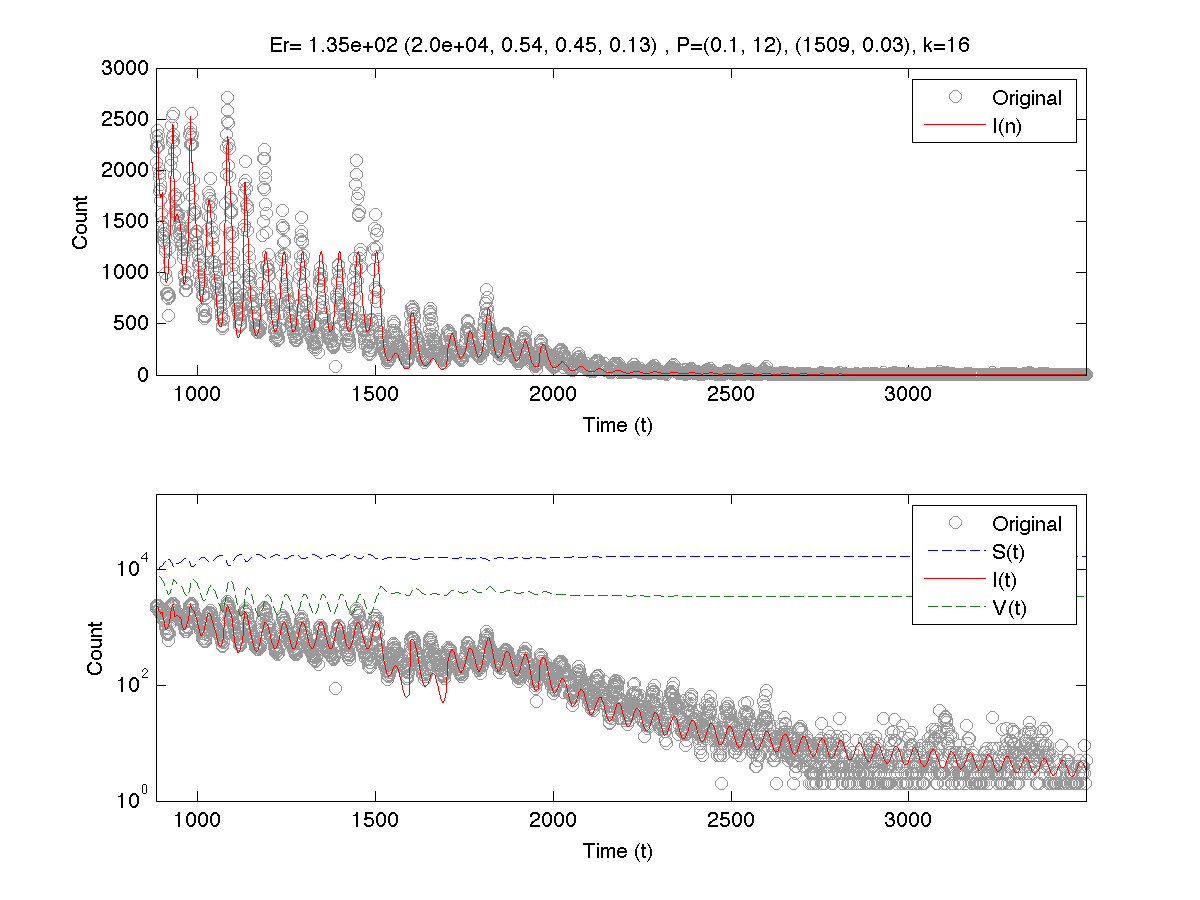 Er= 1.35e+02 (2.0e+04, 0.54, 0.45, 0.13) , P=(0.1, 12), (1509, 0.03), k=16
3000
2500
2000
1500
1000
500
0
Count
Original
I(n)
1000 1500 2000 2500 3000
Time (t)
10^4
10^2
10^0
Count
Original
S(t)
I(t)
V(t)
1000 1500 2000 2500 3000
Time (t)